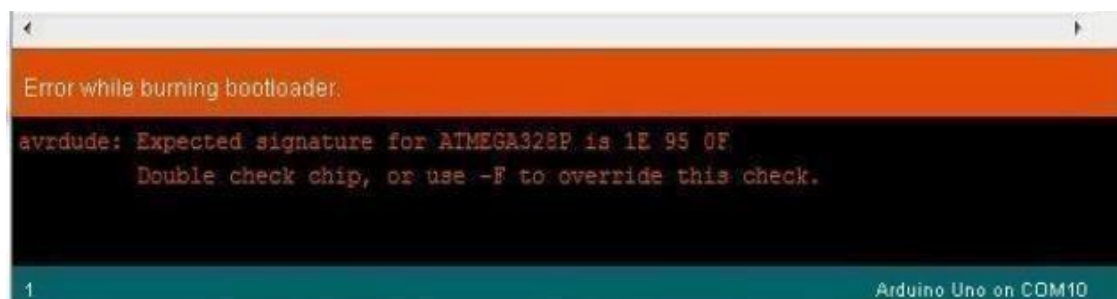 Error while burning bootloader.
avrdude: Expected signature for ATMEGA328P is 1E 95 0F
Double check chip, or use -F to override this check.
1 Arduino Uno on COM10